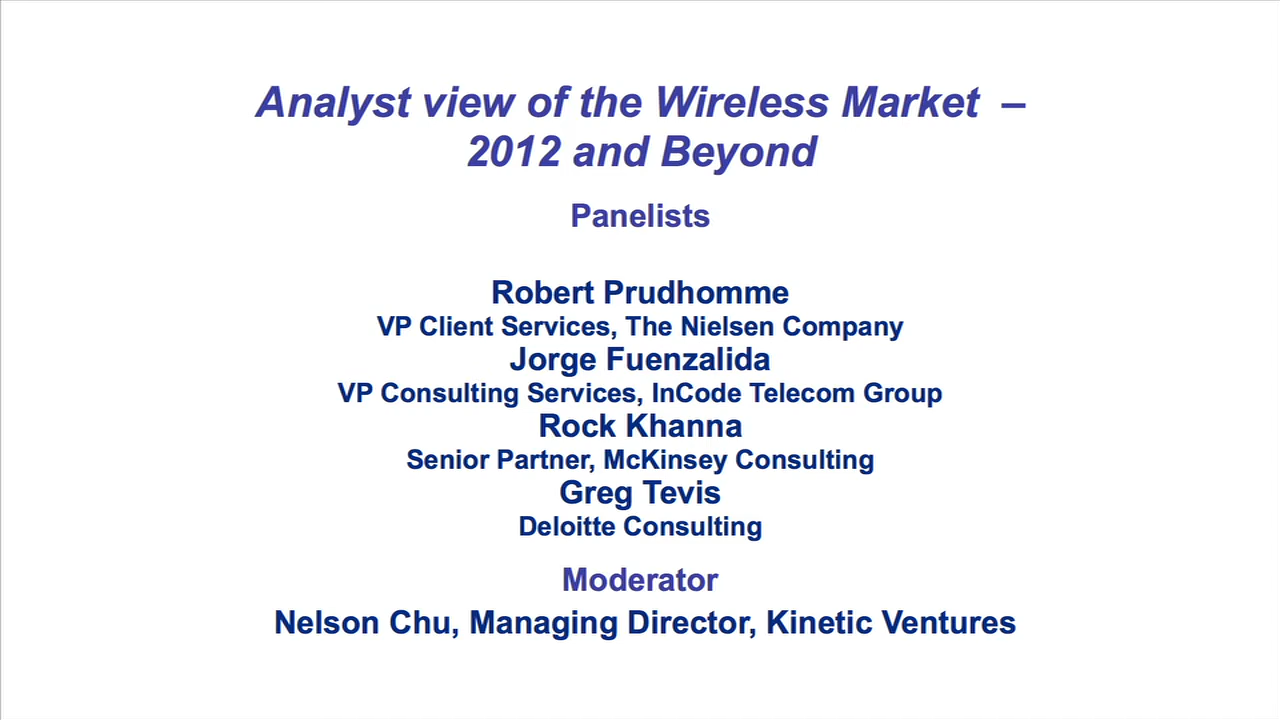 Analyst view of the Wireless Market –
2012 and Beyond
Panelists
Robert Prudhomme
VP Client Services, The Nielsen Company
Jorge Fuenzalida
VP Consulting Services, InCode Telecom Group
Rock Khanna
Senior Partner, McKinsey Consulting
Greg Tevis
Deloitte Consulting
Moderator
Nelson Chu, Managing Director, Kinetic Ventures